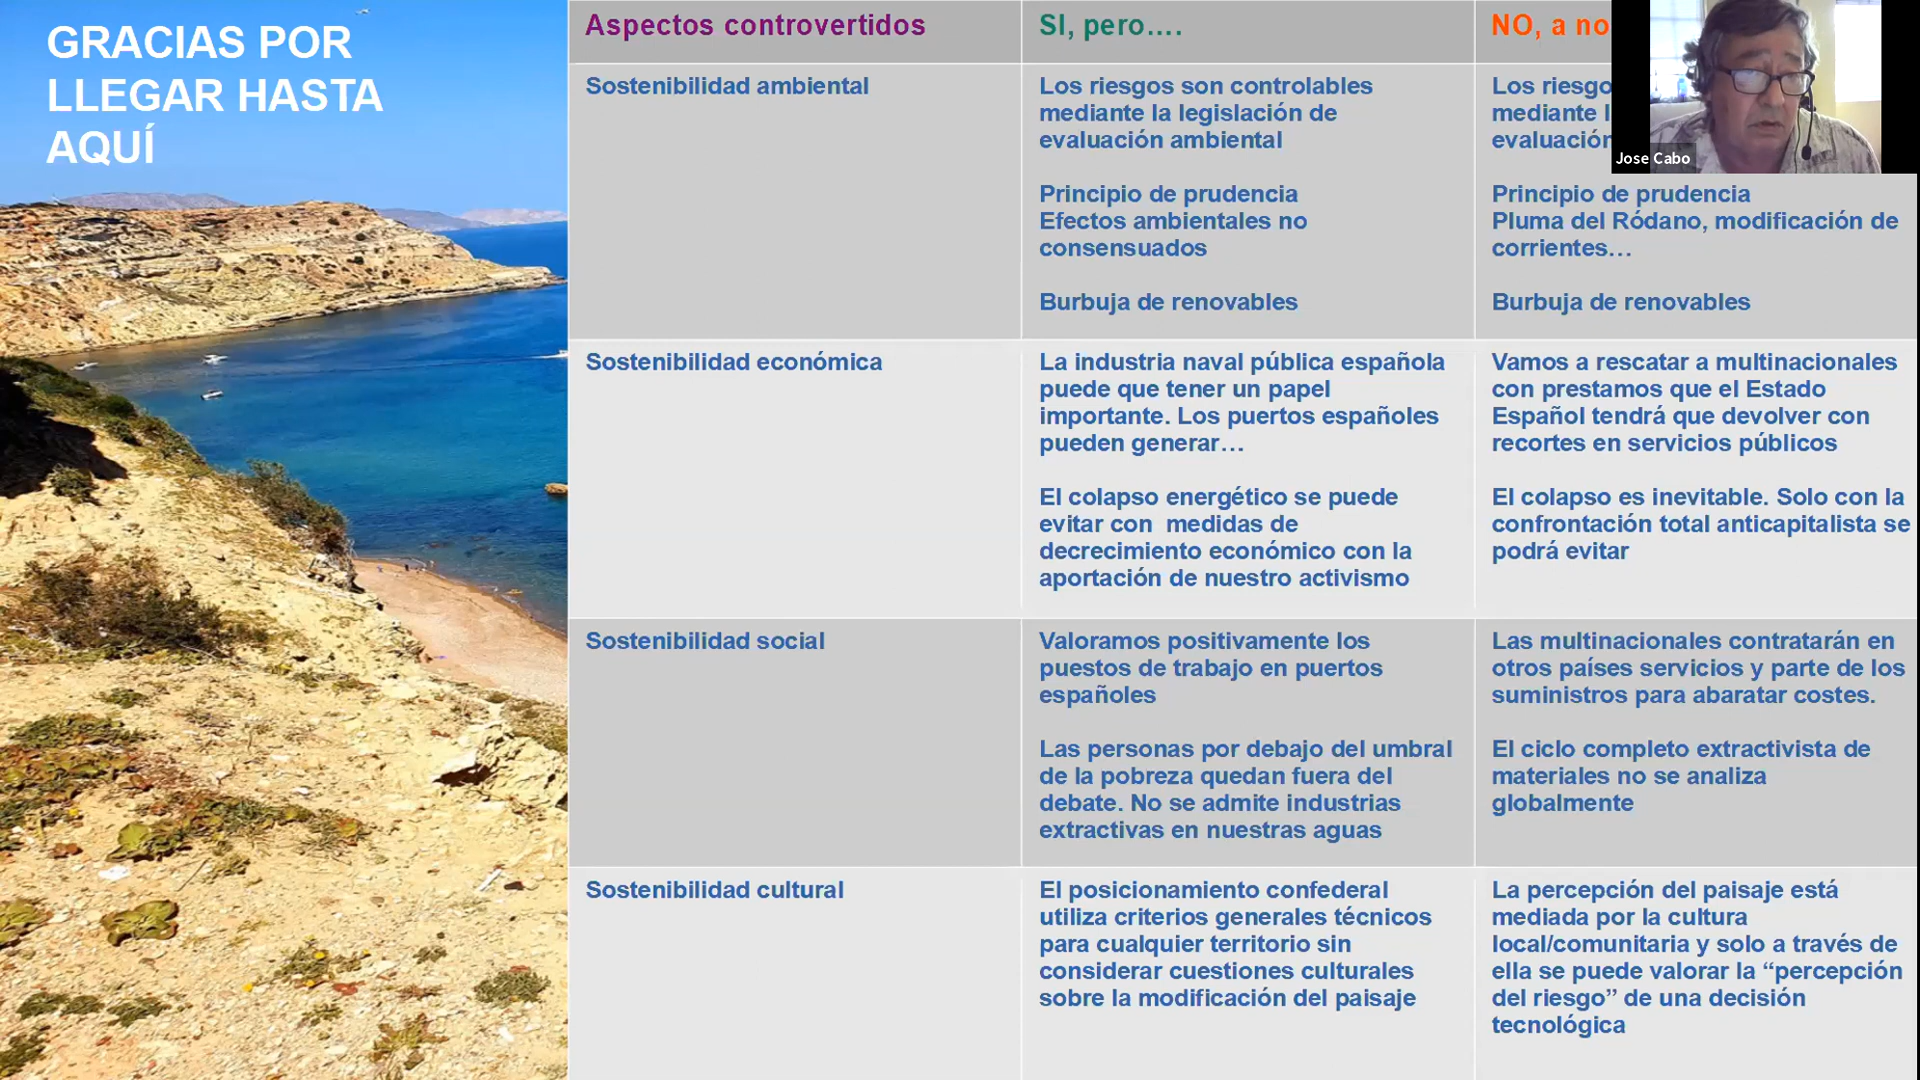 GRACIAS POR
LLEGAR HASTA
AQUÍ
Aspectos controvertidos
SI, pero....
NO, a no
Jose Cabo
Sostenibilidad ambiental
Los riesgos son controlables
mediante la legislación de
evaluación ambiental
Principio de prudencia
Efectos ambientales no
consensuados
Burbuja de renovables
Los riesgo
mediante l
evaluación
Principio de prudencia
Pluma del Ródano, modificación de
corrientes…
Burbuja de renovables
Sostenibilidad económica
La industria naval pública española
puede que tener un papel
importante. Los puertos españoles
pueden generar…
El colapso energético se puede
evitar con  medidas de
decrecimiento económico con la
aportación de nuestro activismo
Vamos a rescatar a multinacionales
con prestamos que el Estado
Español tendrá que devolver con
recortes en servicios públicos
El colapso es inevitable. Solo con la
confrontación total anticapitalista se
podrá evitar
Sostenibilidad social
Valoramos positivamente los
puestos de trabajo en puertos
españoles
Las personas por debajo del umbral
de la pobreza quedan fuera del
debate. No se admite industrias
extractivas en nuestras aguas
Las multinacionales contratarán en
otros países servicios y parte de los
suministros para abaratar costes.
El ciclo completo extractivista de
materiales no se analiza
globalmente
Sostenibilidad cultural
El posicionamiento confederal
utiliza criterios generales técnicos
para cualquier territorio sin
considerar cuestiones culturales
sobre la modificación del paisaje
La percepción del paisaje está
mediada por la cultura
local/comunitaria y solo a través de
ella se puede valorar la “percepción
del riesgo” de una decisión
tecnológica